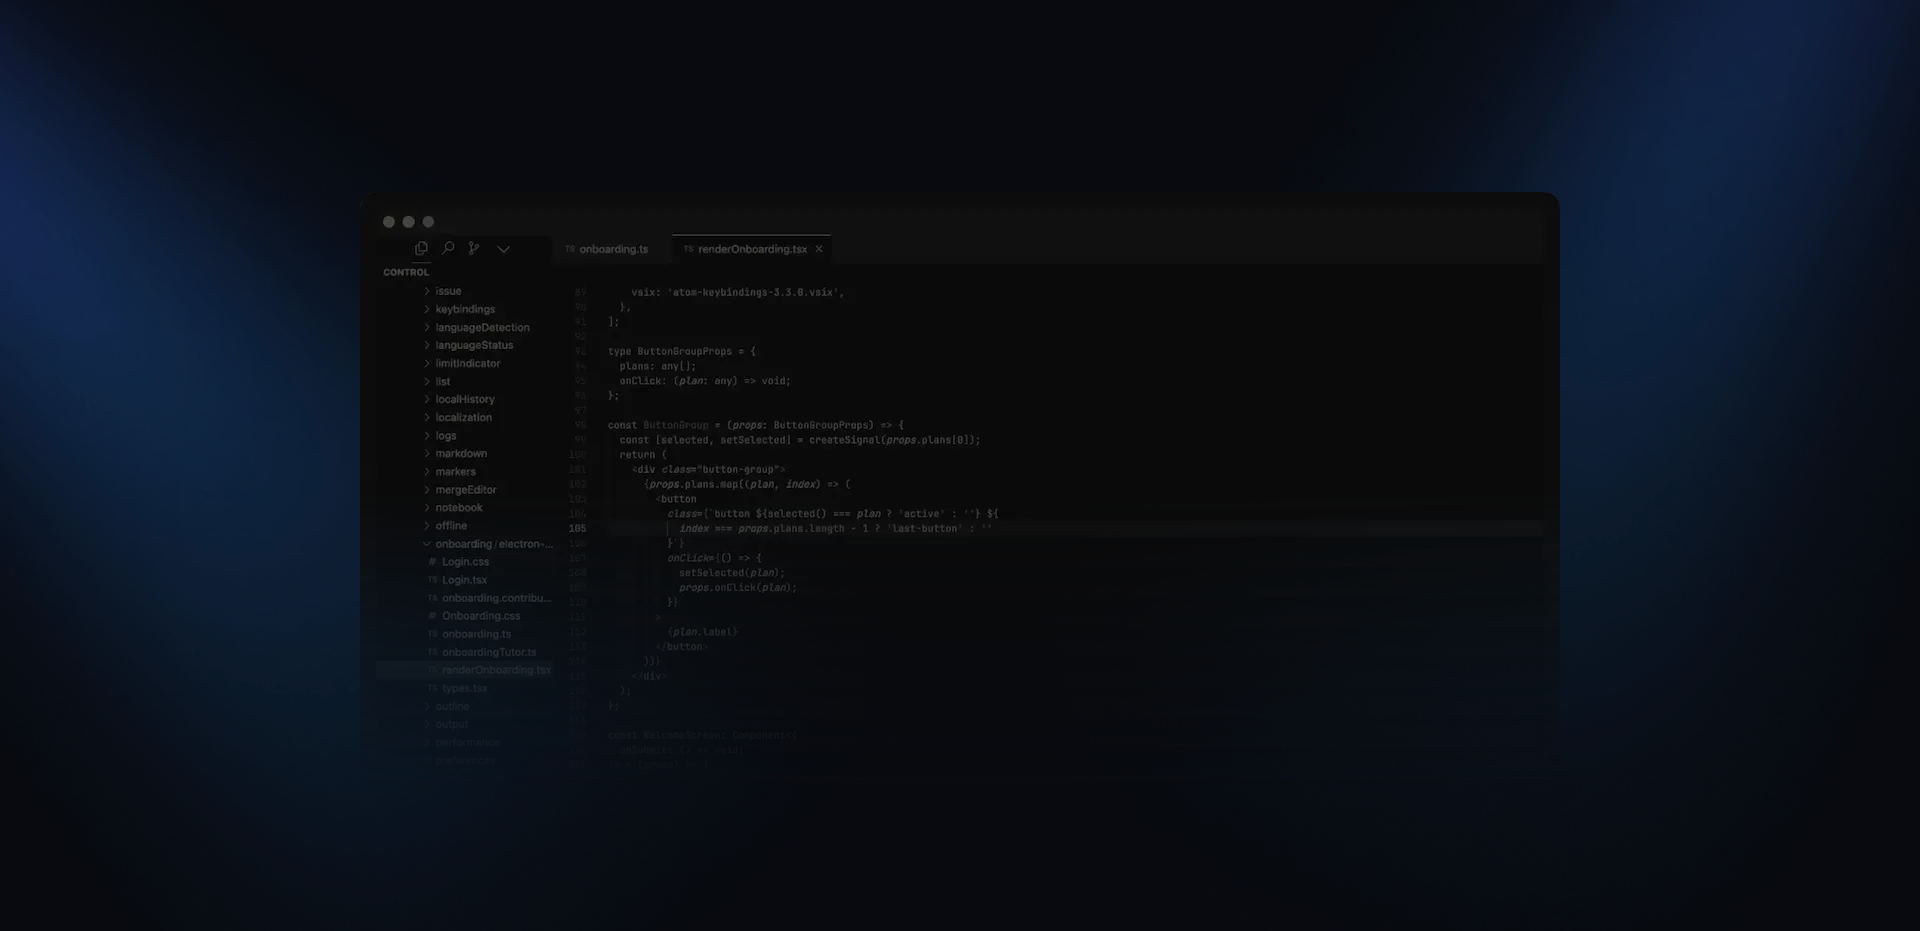 TS onboarding.ts
TS renderOnboarding.tsx ×
CONTROL
issue
keybindings
languageDetection
languageStatus
limitIndicator
list
localHistory
localization
logs
markdown
markers
mergeEditor
notebook
offline
onboarding / electron-...
# Login.css
TS Login.tsx
TS onboarding.contribu...
# Onboarding.css
TS onboarding.ts
TS onboardingTutor.ts
TS renderOnboarding.tsx
TS types.tsx
outline
output
performance
preferences
89 vsix: 'atom-keybindings-3.3.0.vsix',
90 },
91 ];
92
93 type ButtonGroupProps = {
94 plans: any[];
95 onClick: (plan: any) => void;
96 };
97
98 const ButtonGroup = (props: ButtonGroupProps) => {
99 const [selected, setSelected] = createSignal(props.plans[0]);
100 return (
101 <div class="button-group">
102 {props.plans.map((plan, index) => (
103 <button
104 class={`button ${selected() === plan ? 'active' : ''} ${
105 index === props.plans.length - 1 ? 'last-button' : ''
106 }`}
107 onClick={() => {
108 setSelected(plan);
109 props.onClick(plan);
110 }}
111 >
112 {plan.label}
113 </button>
114 ))}
115 </div>
116 );
117 };
const WelcomeScreen: Component<{
onSubmit: () => void;